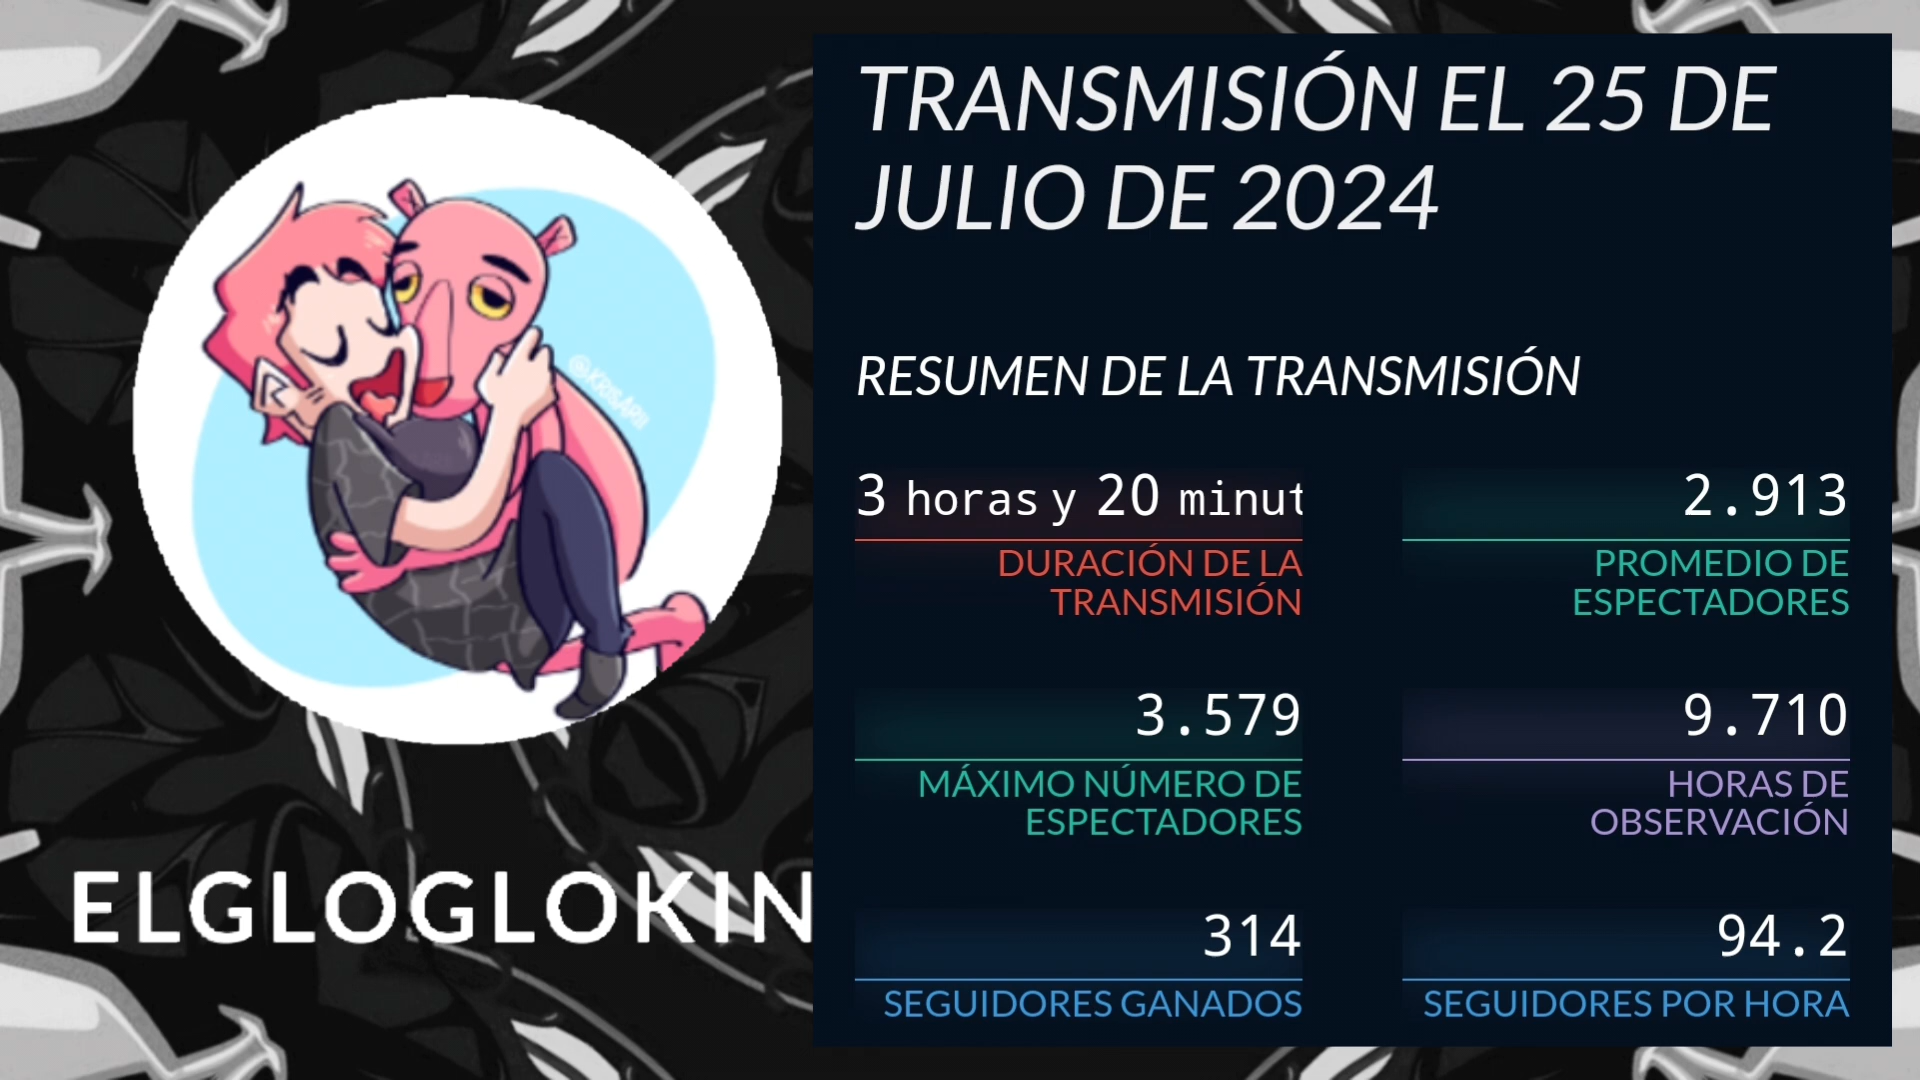 TRANSMISIÓN EL 25 DE
JULIO DE 2024
RESUMEN DE LA TRANSMISIÓN
3 horas y 20 minut
DURACIÓN DE LA
TRANSMISIÓN
2.913
PROMEDIO DE
ESPECTADORES
3.579
MÁXIMO NÚMERO DE
ESPECTADORES
9.710
HORAS DE
OBSERVACIÓN
314
SEGUIDORES GANADOS
94.2
SEGUIDORES POR HORA
@KRISARII
ELGLOGLOKIN